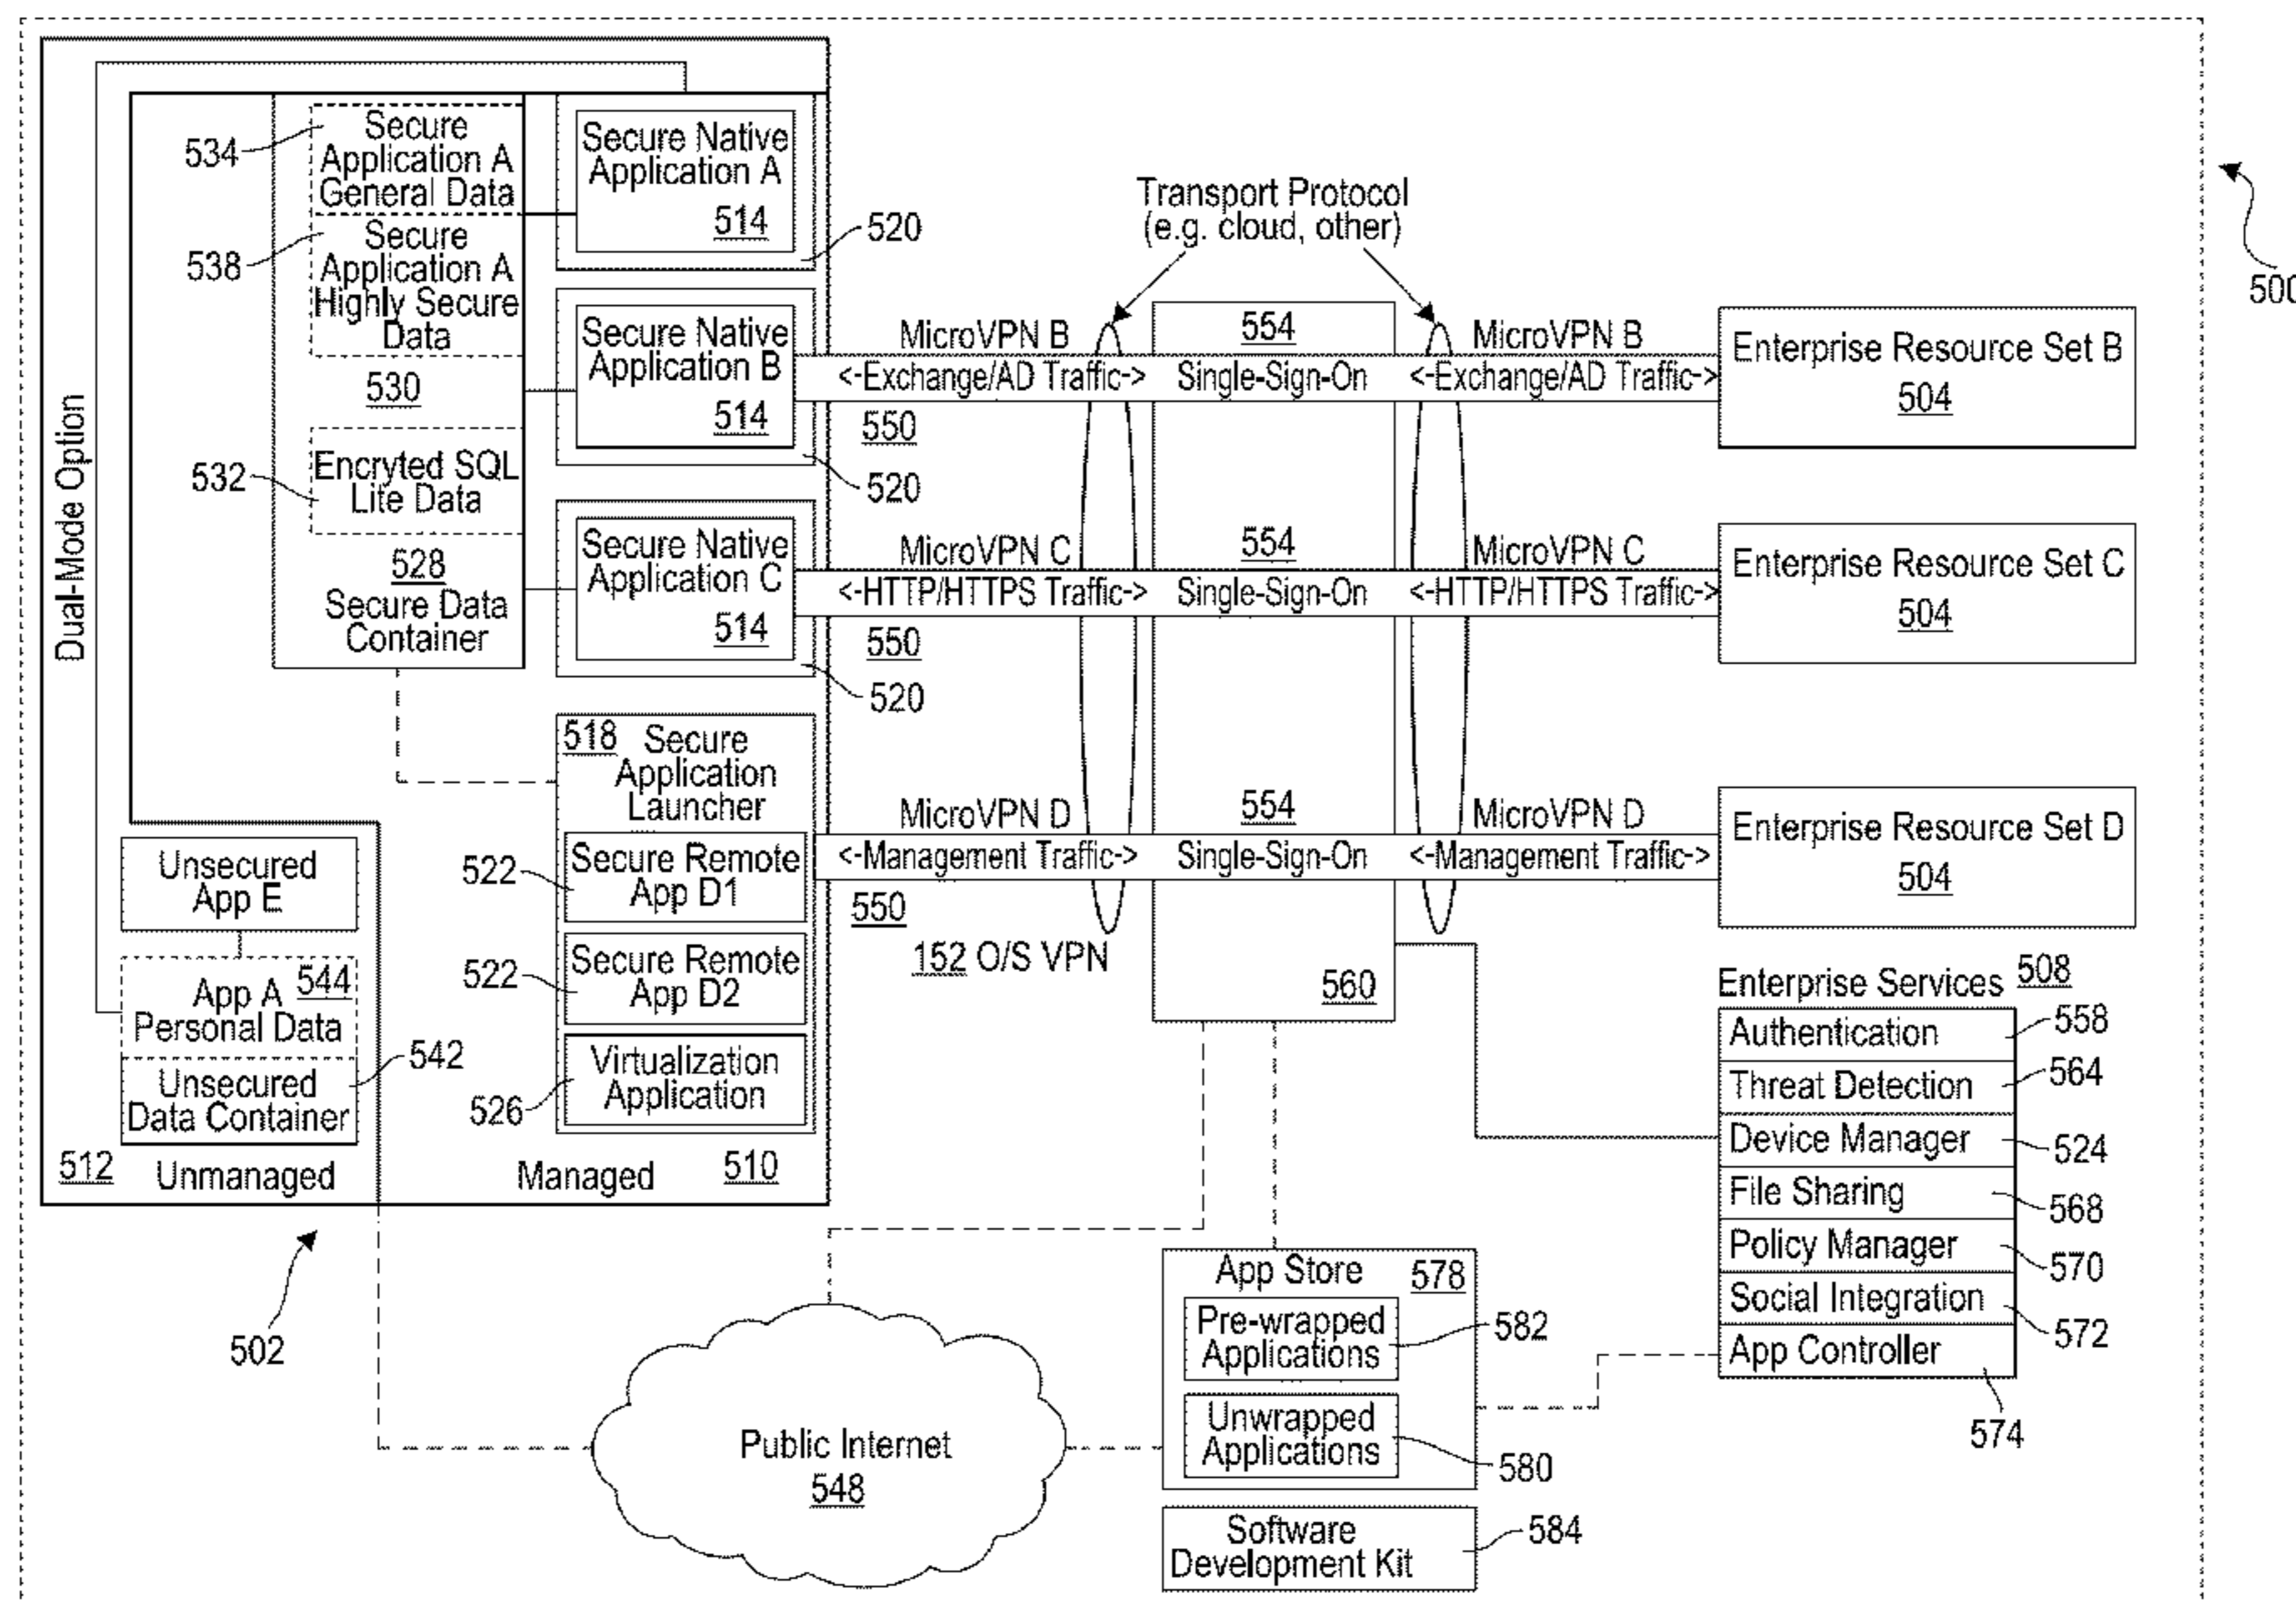 500
Dual-Mode Option
534
Secure
Application A
General Data
538
Secure
Application A
Highly Secure
Data
530
532
Encryted SQL
Lite Data
528
Secure Data
Container
Secure Native
Application A
514
520
Secure Native
Application B
514
520
Secure Native
Application C
514
520
518
Secure
Application
Launcher
522
Secure Remote
App D1
522
Secure Remote
App D2
526
Virtualization
Application
Unsecured
App E
544
App A
Personal Data
542
Unsecured
Data Container
512
Unmanaged
Managed
510
502
Transport Protocol
(e.g. cloud, other)
MicroVPN B
<-Exchange/AD Traffic->
550
554
Single-Sign-On
MicroVPN B
<-Exchange/AD Traffic->
Enterprise Resource Set B
504
MicroVPN C
<-HTTP/HTTPS Traffic->
550
554
Single-Sign-On
MicroVPN C
<-HTTP/HTTPS Traffic->
Enterprise Resource Set C
504
MicroVPN D
<-Management Traffic->
550
554
Single-Sign-On
MicroVPN D
<-Management Traffic->
Enterprise Resource Set D
504
152 O/S VPN
560
Enterprise Services 508
Authentication
558
Threat Detection
564
Device Manager
524
File Sharing
568
Policy Manager
570
Social Integration
572
App Controller
574
Public Internet
548
App Store
578
Pre-wrapped
Applications
582
Unwrapped
Applications
580
Software
Development Kit
584